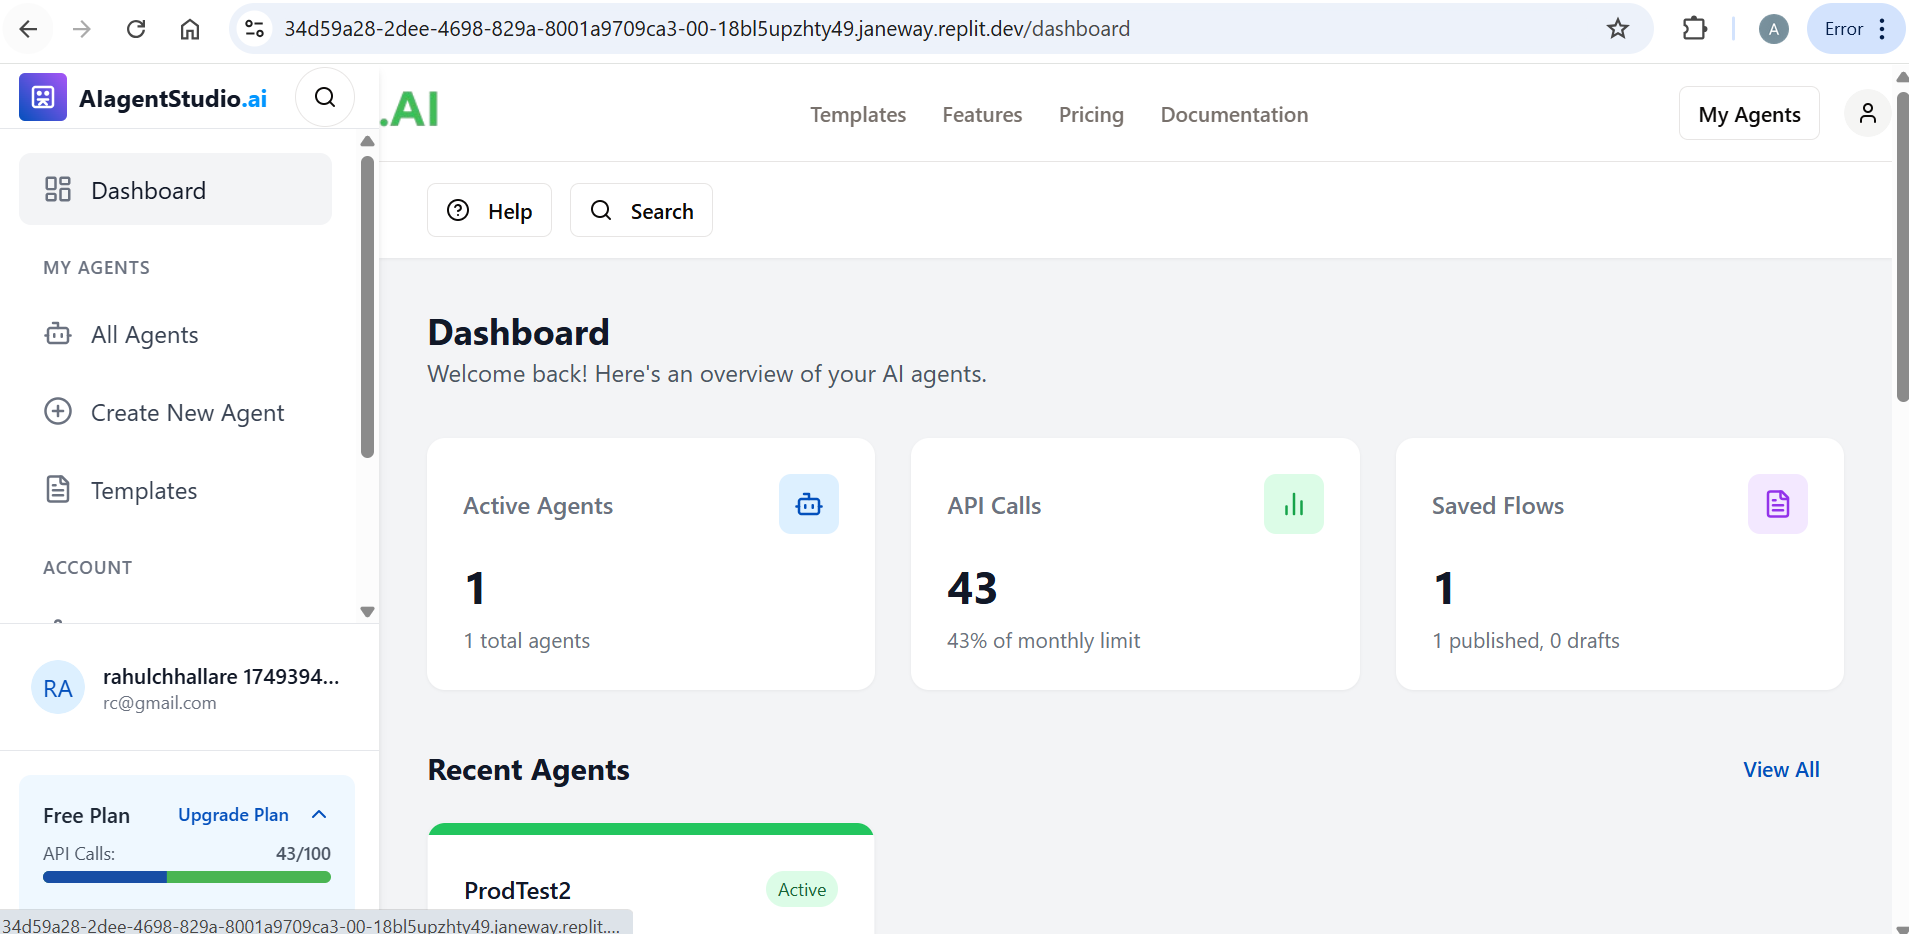 34d59a28-2dee-4698-829a-8001a9709ca3-00-18bl5upzhty49.janeway.replit.dev/dashboard
A
Error
AIagentStudio.ai
.AI
Templates
Features
Pricing
Documentation
My Agents
Dashboard
MY AGENTS
All Agents
Create New Agent
Templates
ACCOUNT
rahulchhallare 1749394...
RA
rc@gmail.com
Free Plan
Upgrade Plan
API Calls:
43/100
Help
Search
Dashboard
Welcome back! Here's an overview of your AI agents.
Active Agents
1
1 total agents
API Calls
43
43% of monthly limit
Saved Flows
1
1 published, 0 drafts
Recent Agents
View All
ProdTest2
Active
34d59a28-2dee-4698-829a-8001a9709ca3-00-18bl5upzhty49.janeway.replit....